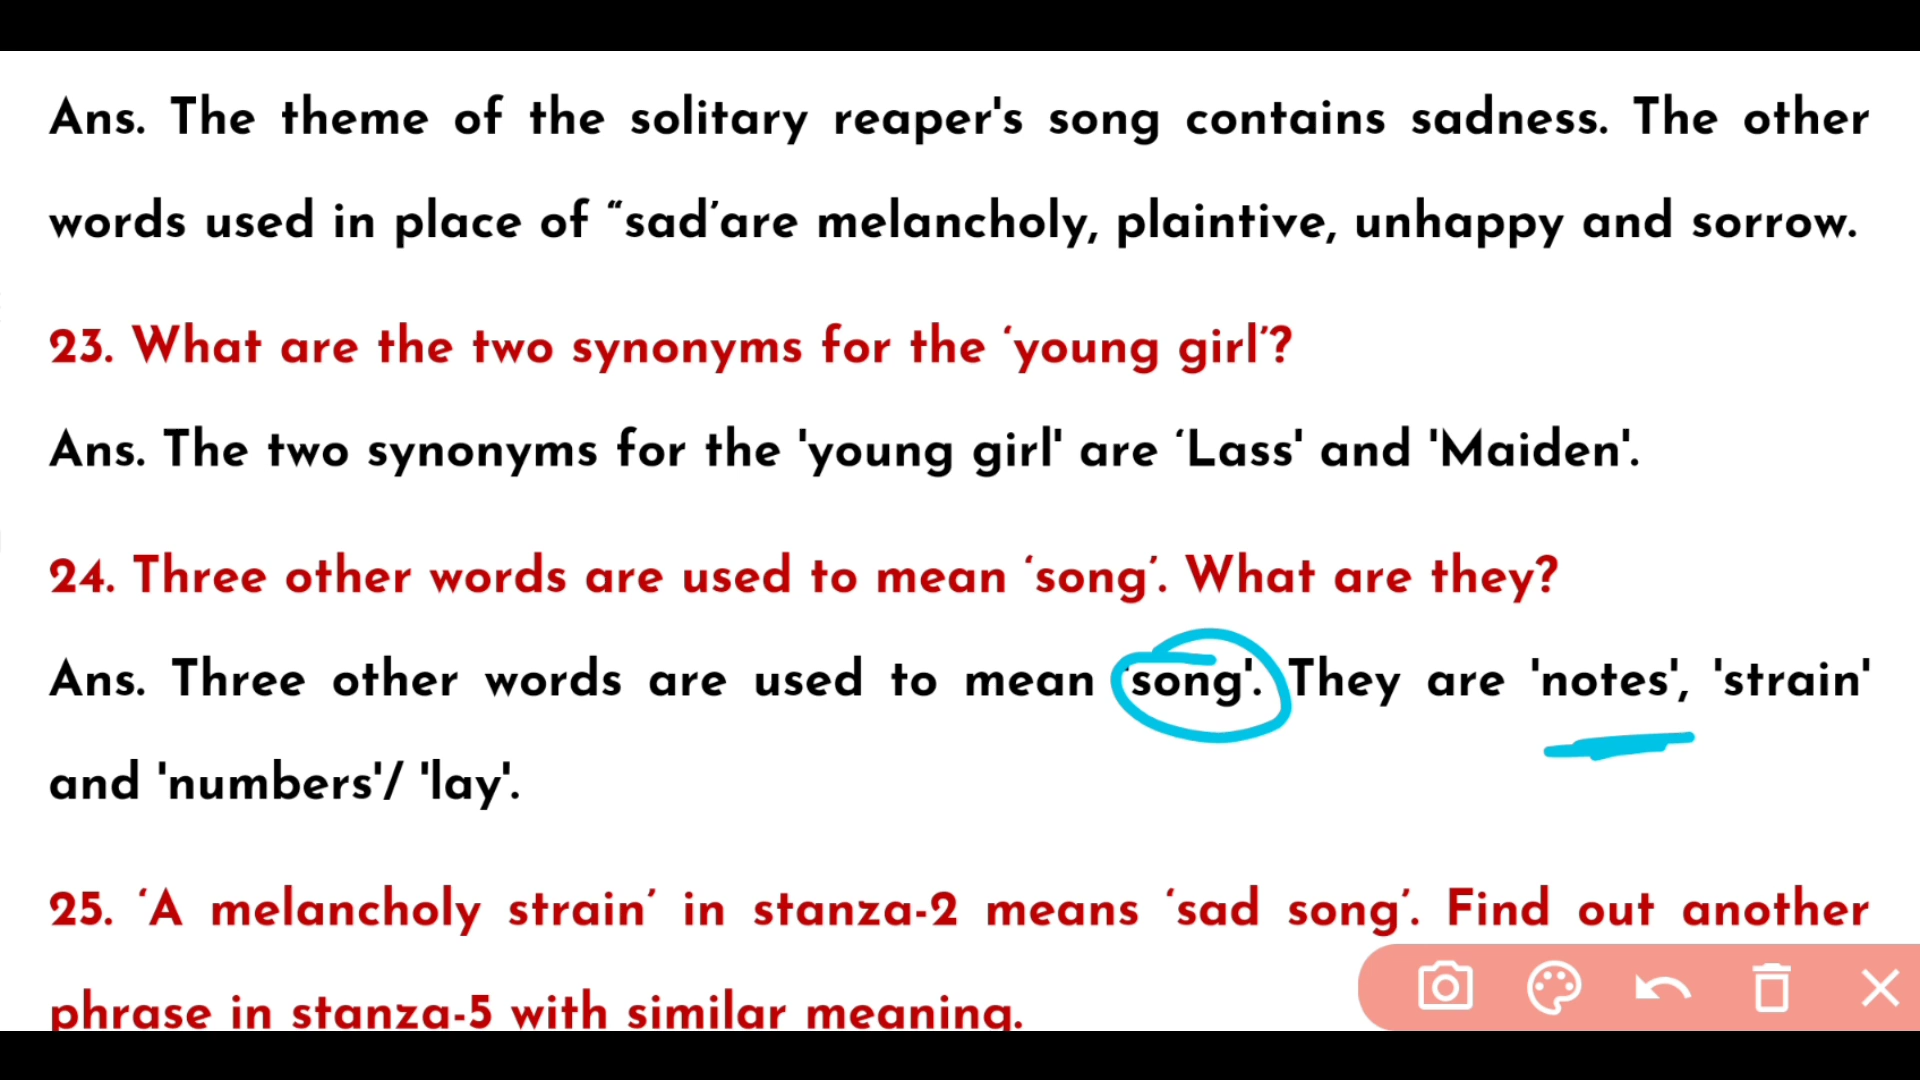 Ans. The theme of the solitary reaper's song contains sadness. The other
words used in place of “sad’are melancholy, plaintive, unhappy and sorrow.
23. What are the two synonyms for the ‘young girl’?
Ans. The two synonyms for the 'young girl' are ‘Lass' and 'Maiden'.
24. Three other words are used to mean ‘song’. What are they?
Ans. Three other words are used to mean 'song'. They are 'notes', 'strain'
and 'numbers'/ 'lay'.
25. ‘A melancholy strain’ in stanza-2 means ‘sad song’. Find out another
phrase in stanza-5 with similar meaning.